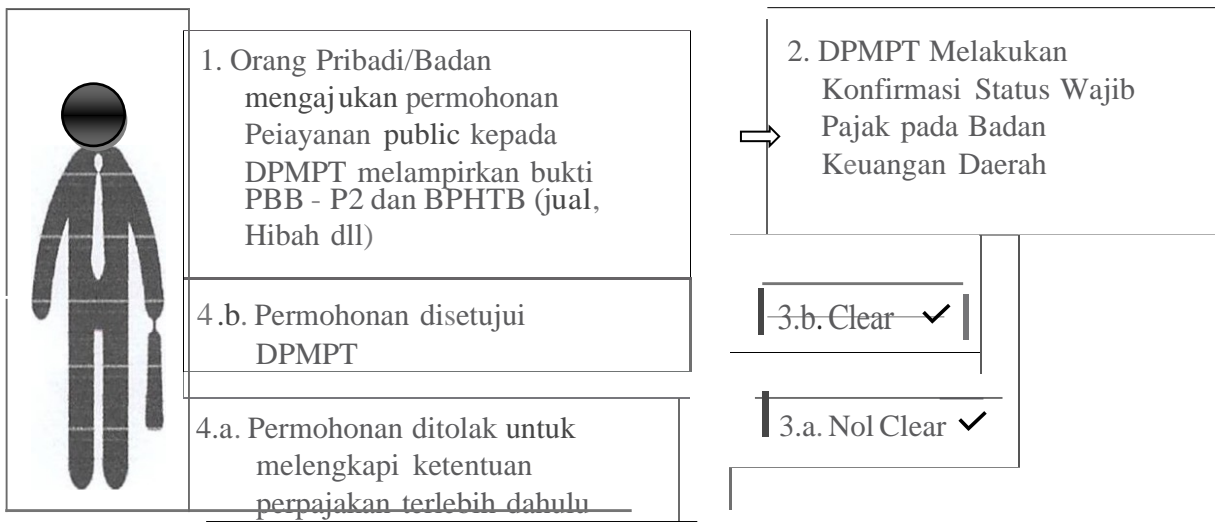 1. Orang Pribadi/Badan
mengajukan permohonan
Peiayanan public kepada
DPMPT melampirkan bukti
PBB - P2 dan BPHTB (jual,
Hibah dll)
2. DPMPT Melakukan
Konfirmasi Status Wajib
Pajak pada Badan
Keuangan Daerah
3.b. Clear ✓
3.a. Nol Clear ✓
4.b. Permohonan disetujui
DPMPT
4.a. Permohonan ditolak untuk
melengkapi ketentuan
perpajakan terlebih dahulu